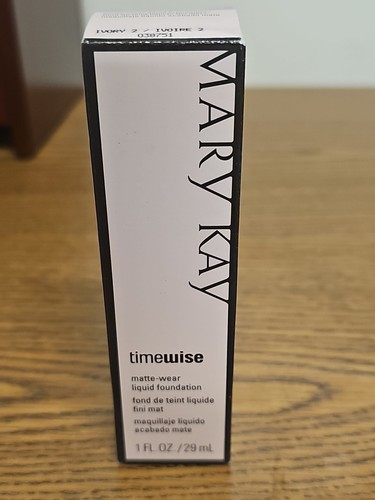 IVORY 2 / IVOIRE 2
038751
MARY KAY
timewise
matte-wear
liquid foundation
fond de teint liquide
fini mat
maquillaje líquido
acabado mate
1 FL. OZ. / 29 mL